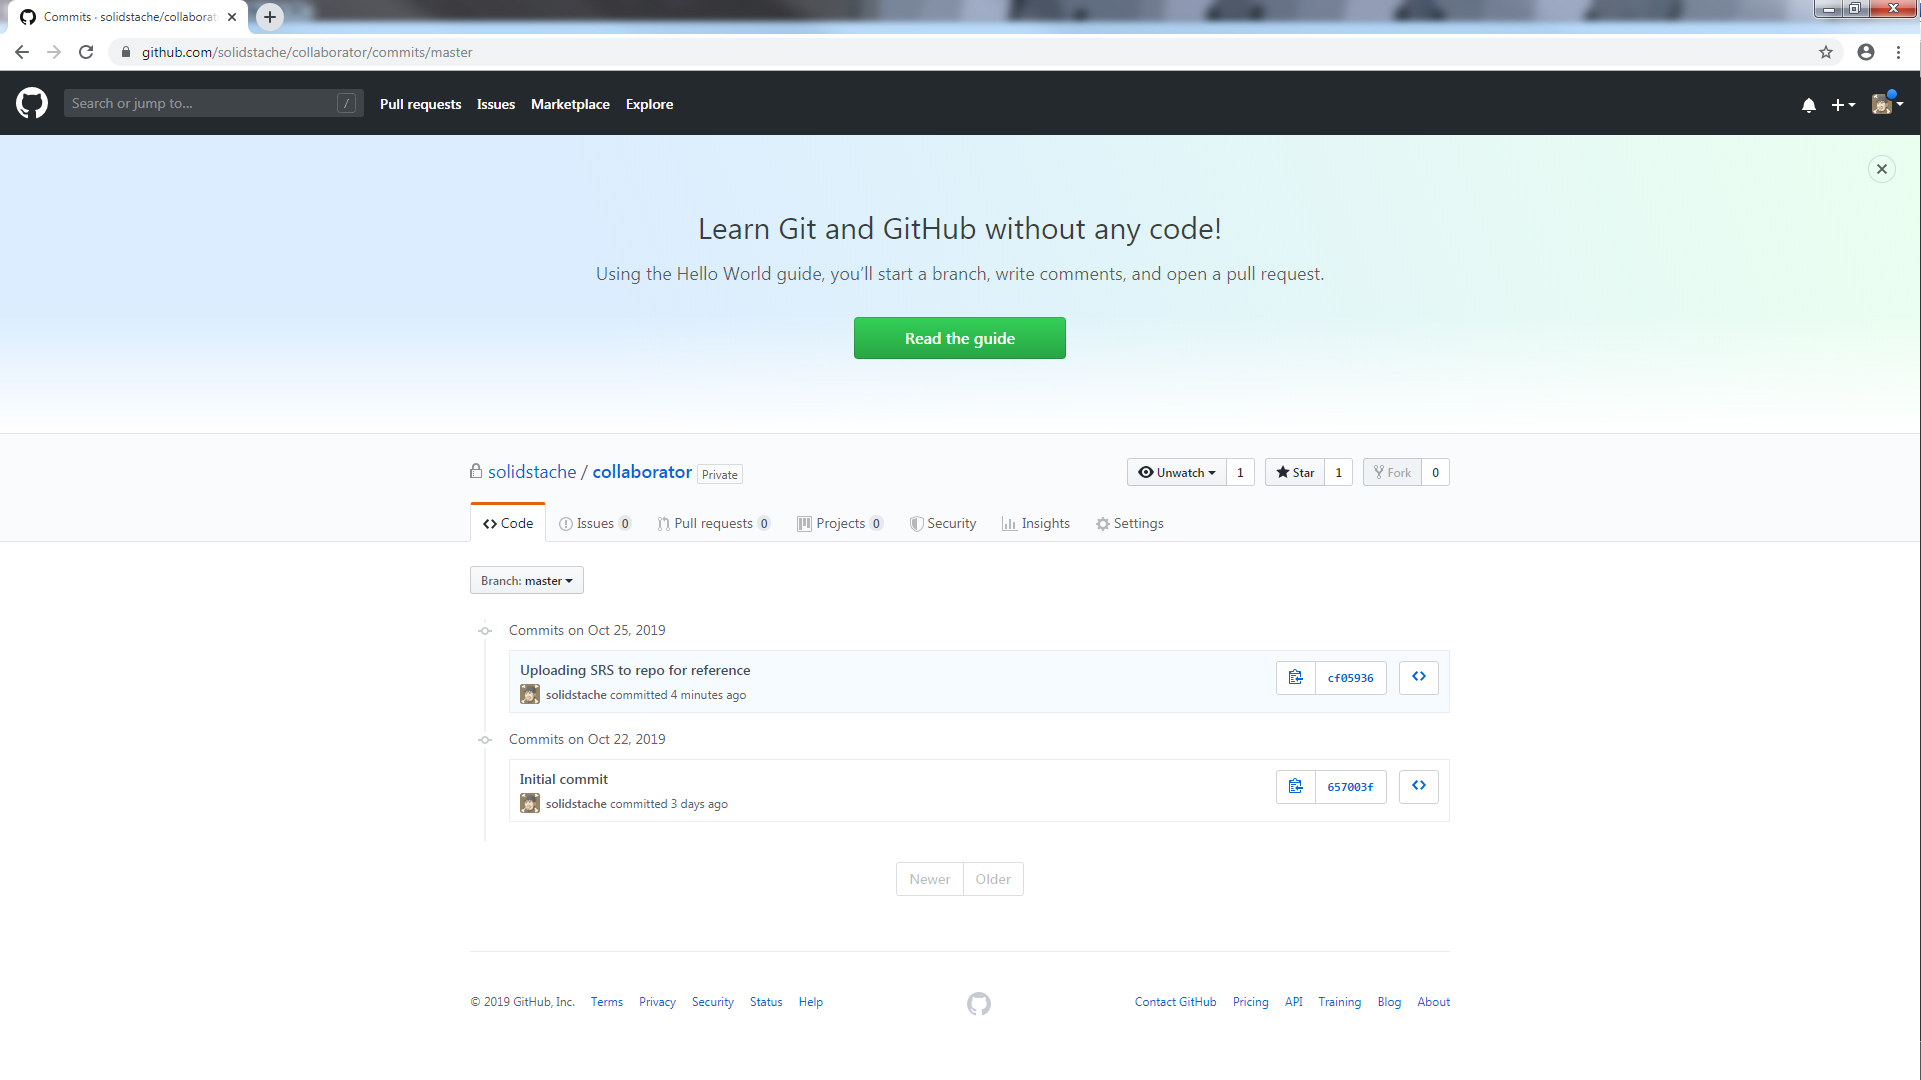 Commits · solidstache/collaborat
github.com/solidstache/collaborator/commits/master
Search or jump to... /
Pull requests Issues Marketplace Explore
Learn Git and GitHub without any code!
Using the Hello World guide, you’ll start a branch, write comments, and open a pull request.
Read the guide
solidstache / collaborator Private
Unwatch 1 Star 1 Fork 0
Code Issues 0 Pull requests 0 Projects 0 Security Insights Settings
Branch: master
Commits on Oct 25, 2019
Uploading SRS to repo for reference
solidstache committed 4 minutes ago
cf05936
Commits on Oct 22, 2019
Initial commit
solidstache committed 3 days ago
657003f
Newer Older
© 2019 GitHub, Inc. Terms Privacy Security Status Help
Contact GitHub Pricing API Training Blog About